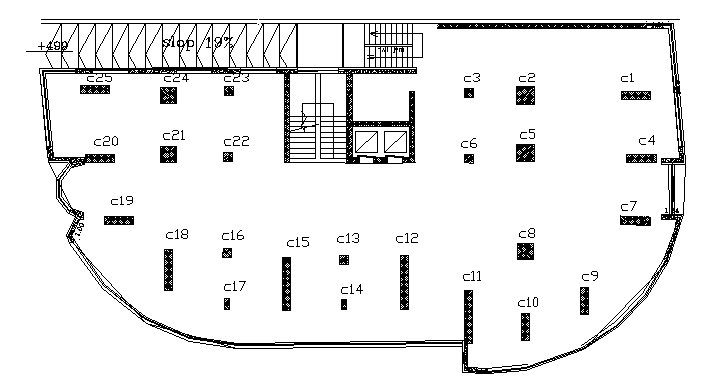 slop 19%
+400
c25 c24 c23 c3 c2 c1
c20 c21 c22 c6 c5 c4
c19 c7
c18 c16 c15 c13 c12 c8
c17 c14 c11 c10 c9